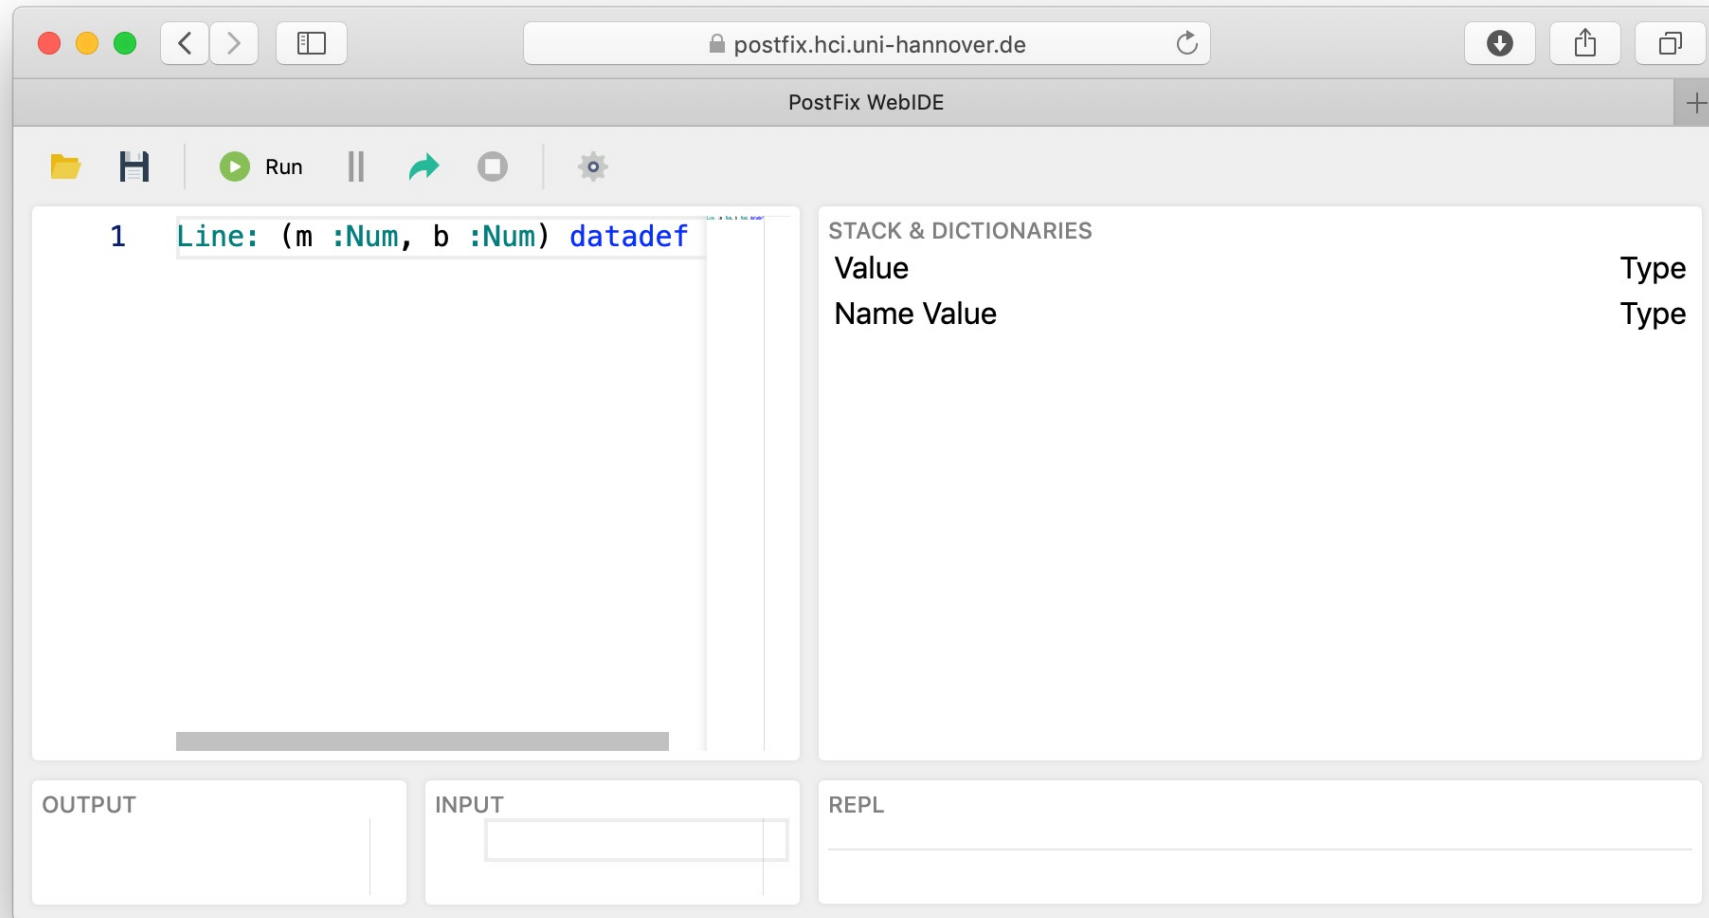 postfix.hci.uni-hannover.de
PostFix WebIDE
Run
1 Line: (m :Num, b :Num) datadef
STACK & DICTIONARIES
Value Type
Name Value Type
OUTPUT
INPUT
REPL